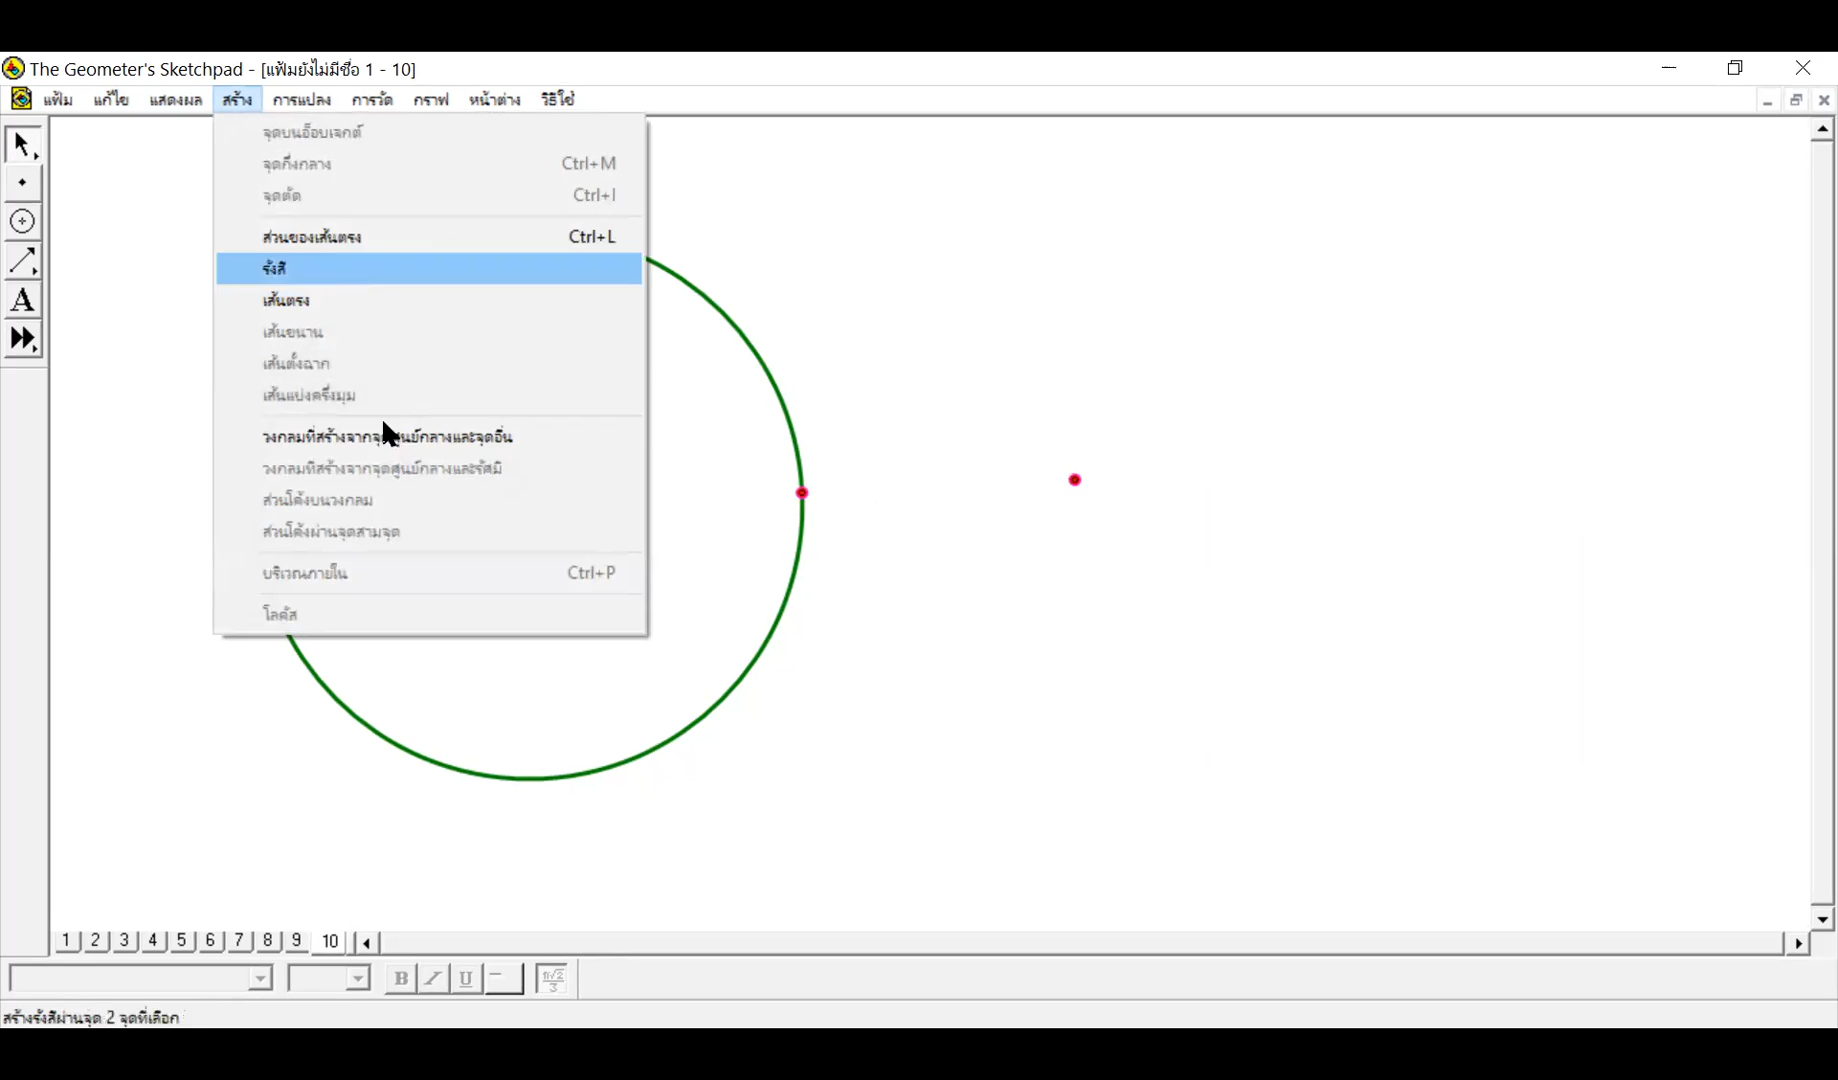 The Geometer's Sketchpad - [แฟ้มยังไม่มีชื่อ 1 - 10]
แฟ้ม แก้ไข แสดงผล สร้าง การแปลง การวัด กราฟ หน้าต่าง วิธีใช้
จุดบนอ็อบเจกต์
จุดกึ่งกลาง Ctrl+M
จุดตัด Ctrl+I
ส่วนของเส้นตรง Ctrl+L
รังสี
เส้นตรง
เส้นขนาน
เส้นตั้งฉาก
เส้นแบ่งครึ่งมุม
วงกลมที่สร้างจากจุดศูนย์กลางและจุดอื่น
วงกลมที่สร้างจากจุดศูนย์กลางและรัศมี
ส่วนโค้งบนวงกลม
ส่วนโค้งผ่านจุดสามจุด
บริเวณภายใน Ctrl+P
โลคัส
A
1 2 3 4 5 6 7 8 9 10
B I U
สร้างรังสีผ่านจุด 2 จุดที่เลือก